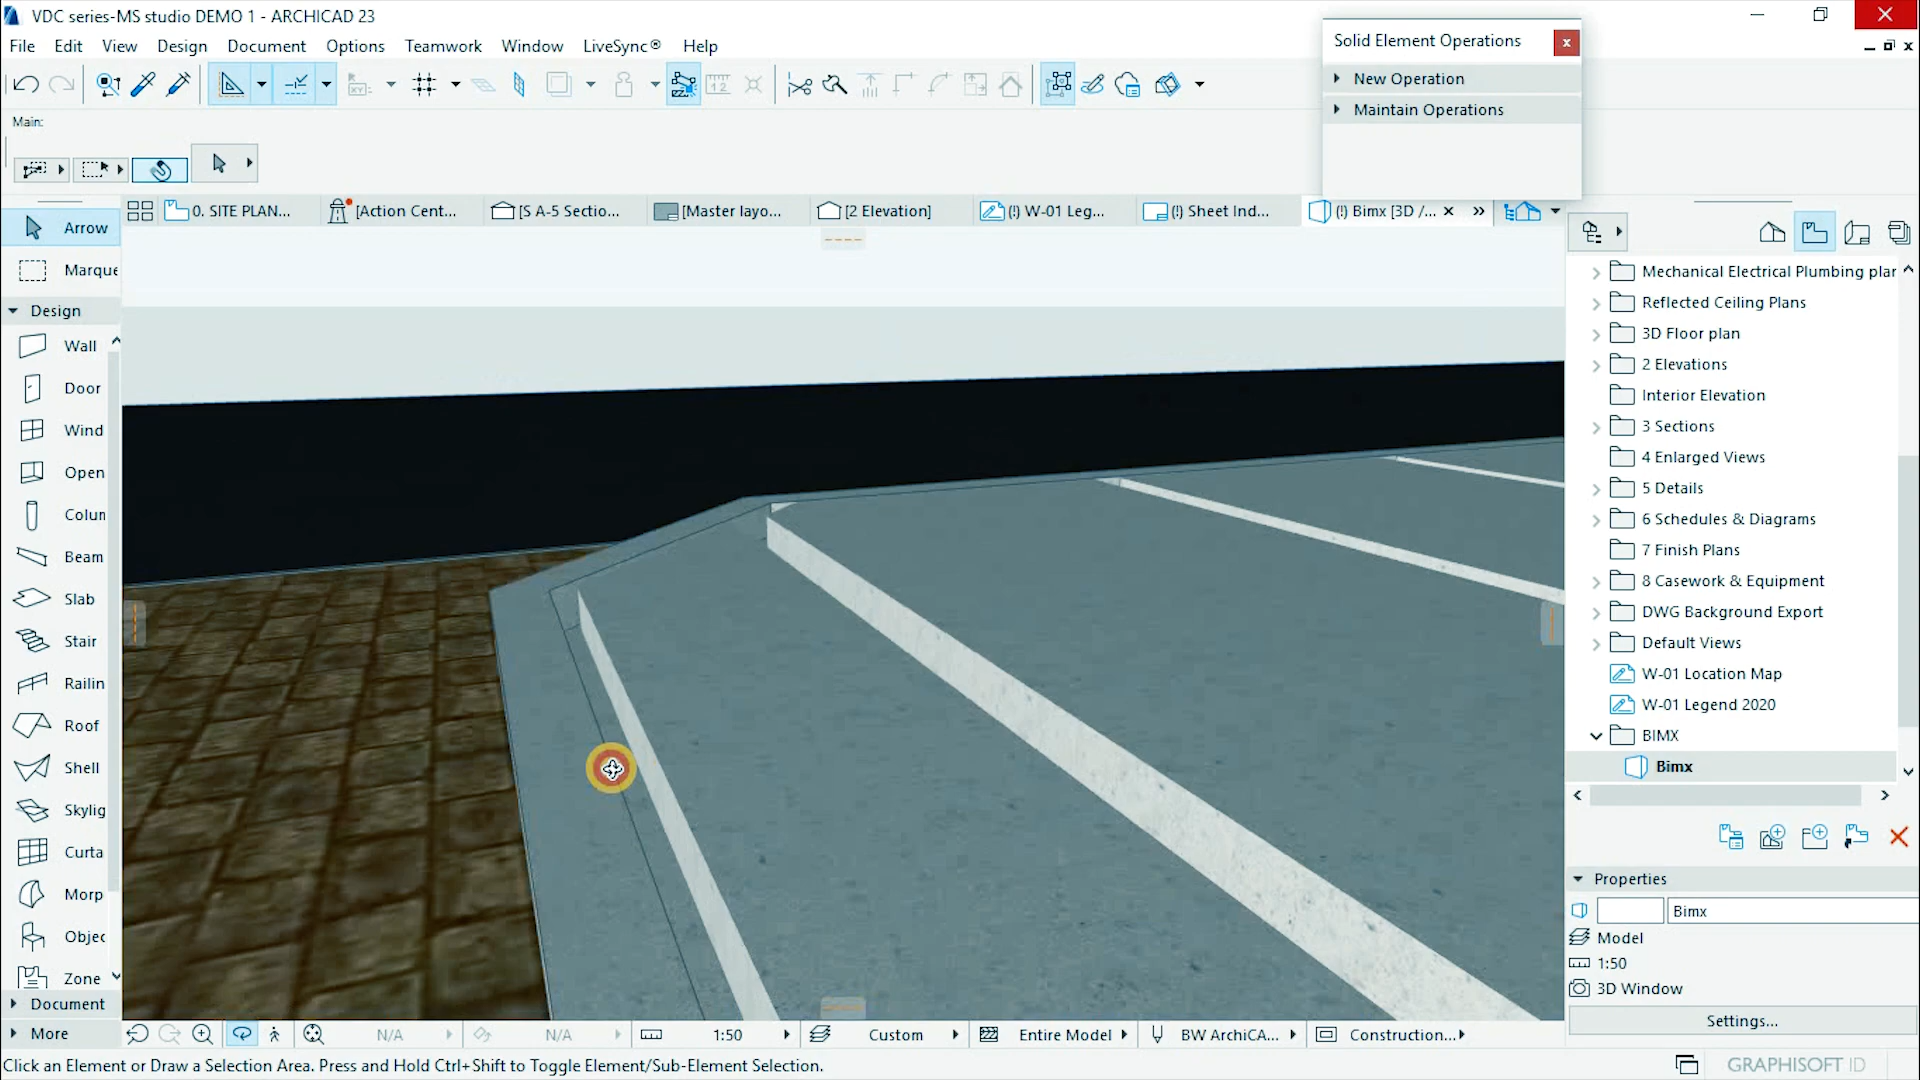 VDC series-MS studio DEMO 1 - ARCHICAD 23
File Edit View Design Document Options Teamwork Window LiveSync® Help
Solid Element Operations
New Operation
Maintain Operations
Main:
0. SITE PLAN...
[Action Cent...
[S A-5 Sectio...
[Master layo...
[2 Elevation]
(!) W-01 Leg...
(!) Sheet Ind...
(!) Bimx [3D /...
Arrow
Marque
Design
Wall
Door
Wind
Open
Colun
Beam
Slab
Stair
Railin
Roof
Shell
Skylig
Curta
Morp
Objec
Zone
Document
More
Mechanical Electrical Plumbing plan
Reflected Ceiling Plans
3D Floor plan
2 Elevations
Interior Elevation
3 Sections
4 Enlarged Views
5 Details
6 Schedules & Diagrams
7 Finish Plans
8 Casework & Equipment
DWG Background Export
Default Views
W-01 Location Map
W-01 Legend 2020
BIMX
Bimx
Properties
Bimx
Model
1:50
3D Window
Settings...
N/A N/A 1:50 Custom Entire Model BW ArchiCA... Construction...
Click an Element or Draw a Selection Area. Press and Hold Ctrl+Shift to Toggle Element/Sub-Element Selection.
GRAPHISOFT ID